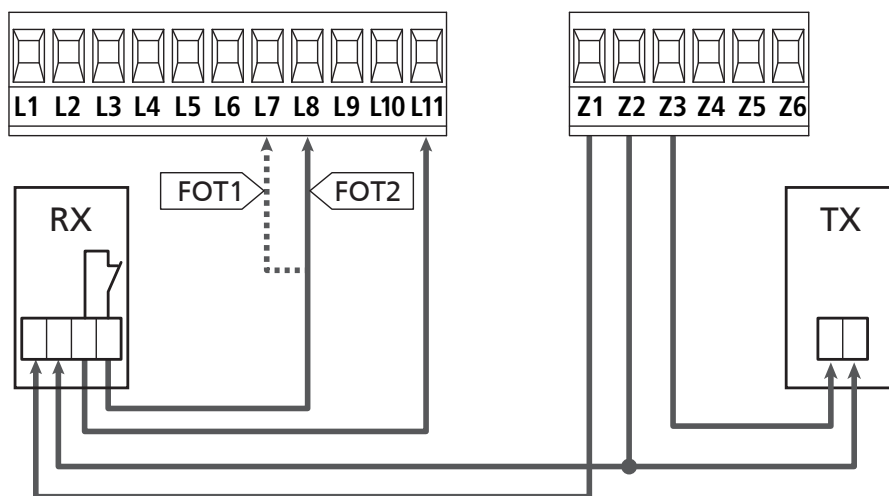 L1 L2 L3 L4 L5 L6 L7 L8 L9 L10 L11
Z1 Z2 Z3 Z4 Z5 Z6
FOT1
FOT2
RX
TX